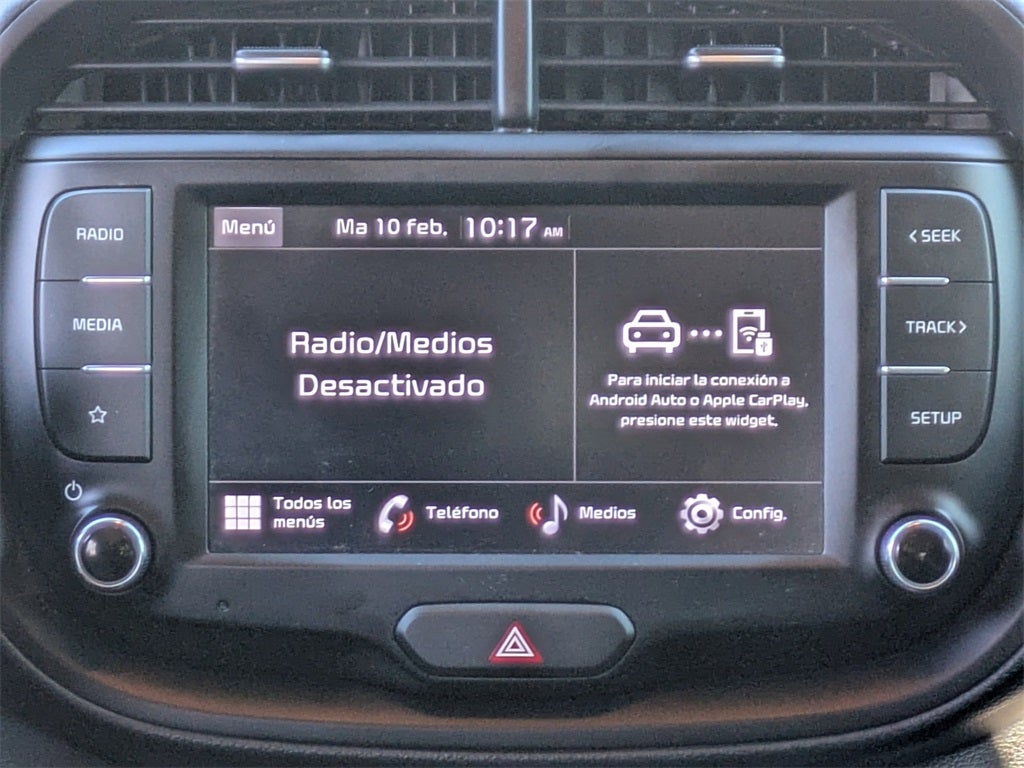 RADIO
MEDIA
Menú
Ma 10 feb. 10:17 AM
Radio/Medios
Desactivado
Para iniciar la conexión a
Android Auto o Apple CarPlay,
presione este widget.
Todos los
menús
Teléfono
Medios
Config.
< SEEK
TRACK >
SETUP